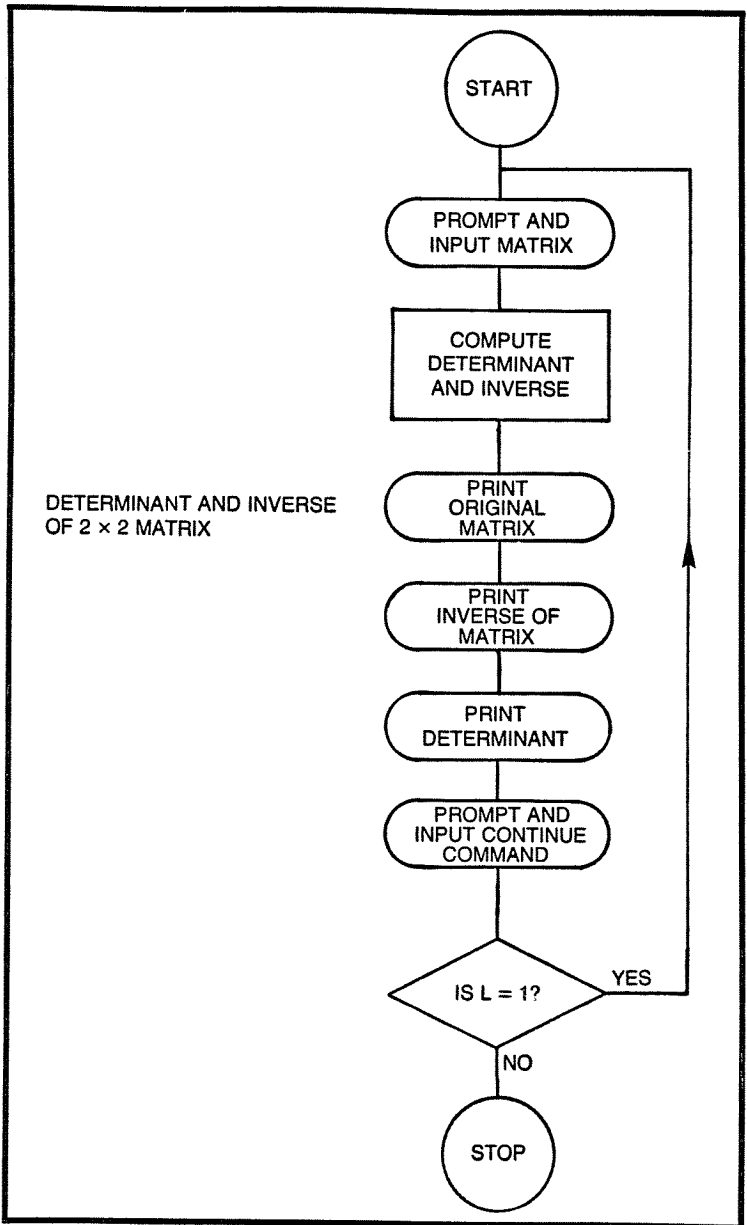 START
PROMPT AND
INPUT MATRIX
COMPUTE
DETERMINANT
AND INVERSE
DETERMINANT AND INVERSE
OF 2 × 2 MATRIX
PRINT
ORIGINAL
MATRIX
PRINT
INVERSE OF
MATRIX
PRINT
DETERMINANT
PROMPT AND
INPUT CONTINUE
COMMAND
IS L = 1?
YES
NO
STOP